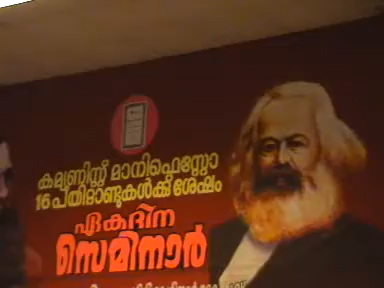 കമ്യൂണിസ്റ്റ് മാനിഫെസ്റ്റോ
16 പതിറ്റാണ്ടുകൾക്കു ശേഷം
ഏകദിന
സെമിനാർ